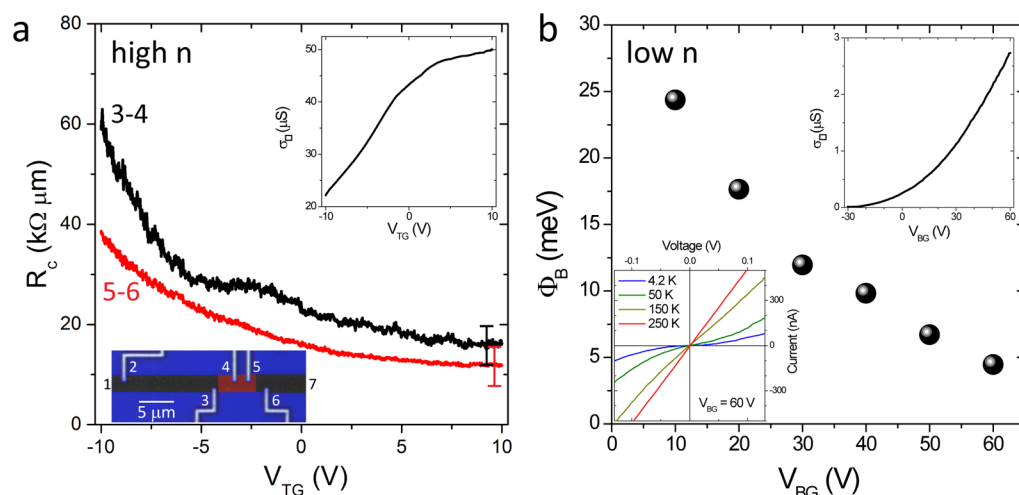 a
high n
3-4
5-6
R_c (kΩ μm)
80
60
40
20
0
-10
-5
0
5
10
V_TG (V)
σ□ (μS)
50
40
30
20
-10
0
10
V_TG (V)
1
2
3
4
5
6
7
5 μm
b
low n
Φ_B (meV)
30
25
20
15
10
5
0
0
10
20
30
40
50
60
V_BG (V)
σ□ (μS)
3
2
1
0
-30
0
30
60
V_BG (V)
Voltage (V)
-0.1
0.0
0.1
4.2 K
50 K
150 K
250 K
300
0
-300
Current (nA)
V_BG = 60 V